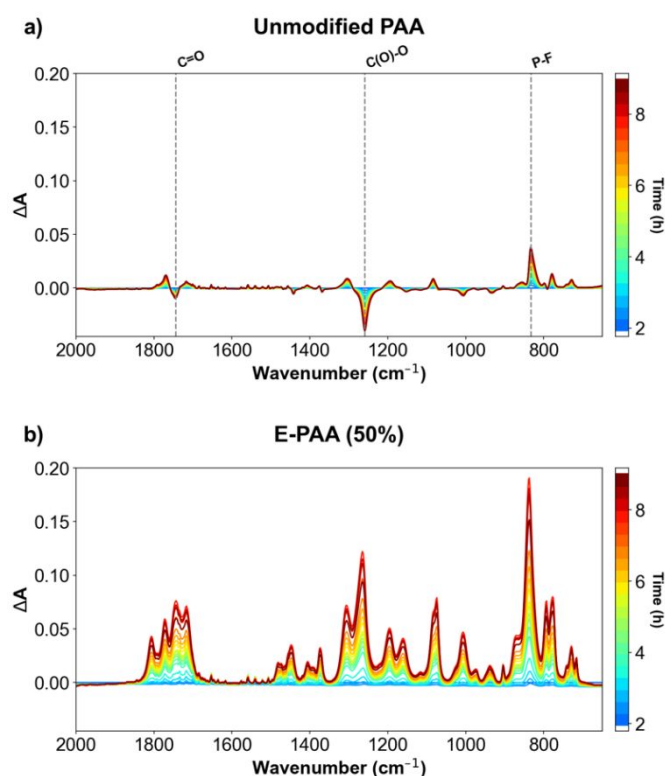 a)
Unmodified PAA
C=O
C(O)-O
P-F
0.20
0.15
0.10
0.05
0.00
ΔA
2000 1800 1600 1400 1200 1000 800
Wavenumber (cm⁻¹)
8
6
4
2
Time (h)
b)
E-PAA (50%)
0.20
0.15
0.10
0.05
0.00
ΔA
2000 1800 1600 1400 1200 1000 800
Wavenumber (cm⁻¹)
8
6
4
2
Time (h)